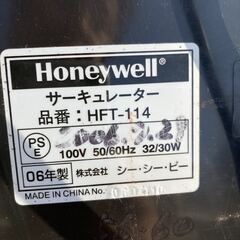 Honeywell
サーキュレーター
品番：HFT-114
PS
E
100V 50/60Hz 32/30W
06年製 株式会社 シー・シー・ピー
MADE IN CHINA No.